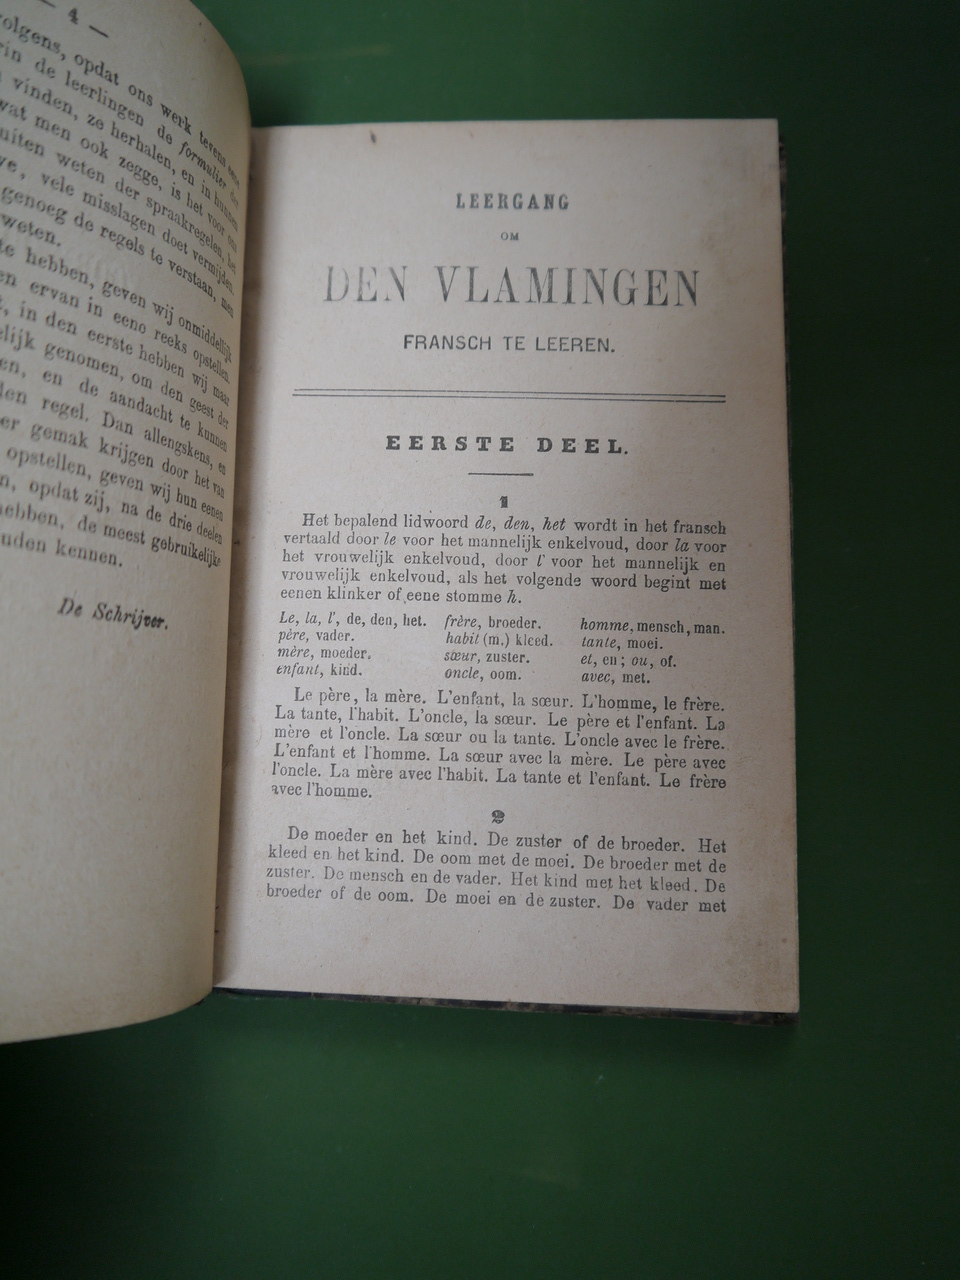 — 4 —
volgens, opdat ons werk tevens
in de leerlingen de formulier der
vinden, ze herhalen, en in hunnen
wat men ook zegge, is het voor ons
uiten weten der spraakregelen, het
ve, vele misslagen doet vermijden.
genoeg de regels te verstaan, men
weten.
te hebben, geven wij onmiddellijk
en ervan in eene reeks opstellen.
, in den eerste hebben wij maar
lijk genomen, om den geest der
en, en de aandacht te kunnen
den regel. Dan allengskens, en
er gemak krijgen door het van
opstellen, geven wij hun eenen
n, opdat zij, na de drie deelen
hebben, de meest gebruikelijke
uden kennen.
De Schrijver.
LEERGANG
OM
DEN VLAMINGEN
FRANSCH TE LEEREN.
EERSTE DEEL.
1
Het bepalend lidwoord de, den, het wordt in het fransch
vertaald door le voor het mannelijk enkelvoud, door la voor
het vrouwelijk enkelvoud, door l' voor het mannelijk en
vrouwelijk enkelvoud, als het volgende woord begint met
eenen klinker of eene stomme h.
Le, la, l', de, den, het. frère, broeder. homme, mensch, man.
père, vader. habit (m.) kleed. tante, moei.
mère, moeder. sœur, zuster. et, en; ou, of.
enfant, kind. oncle, oom. avec, met.
Le père, la mère. L'enfant, la sœur. L'homme, le frère.
La tante, l'habit. L'oncle, la sœur. Le père et l'enfant. La
mère et l'oncle. La sœur ou la tante. L'oncle avec le frère.
L'enfant et l'homme. La sœur avec la mère. Le père avec
l'oncle. La mère avec l'habit. La tante et l'enfant. Le frère
avec l'homme.
2
De moeder en het kind. De zuster of de broeder. Het
kleed en het kind. De oom met de moei. De broeder met de
zuster. De mensch en de vader. Het kind met het kleed. De
broeder of de oom. De moei en de zuster. De vader met